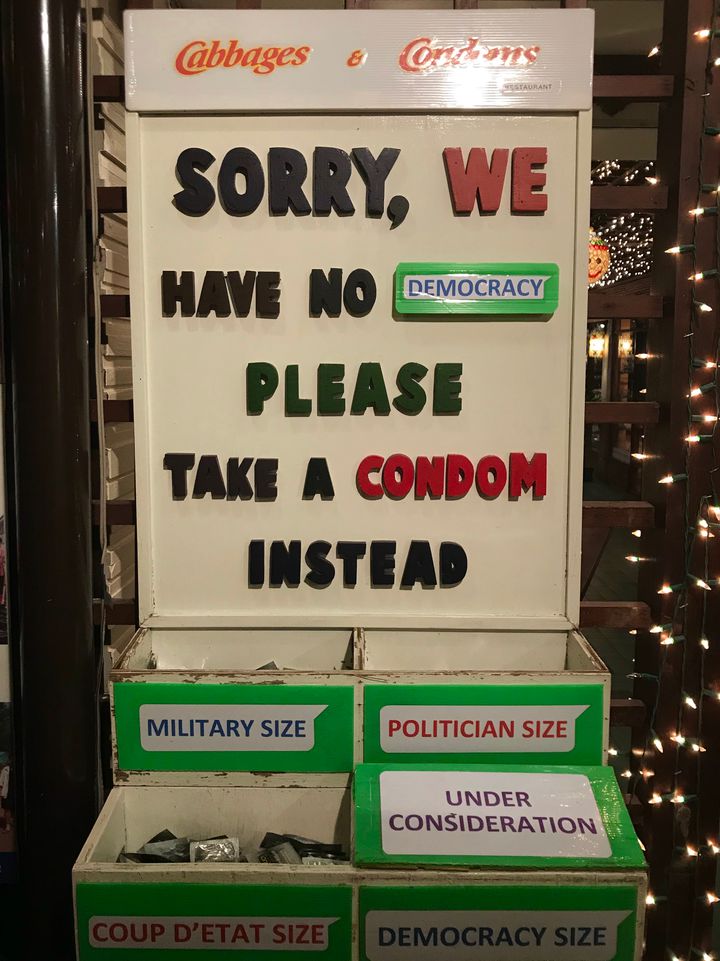 Cabbages & Condoms
RESTAURANT
SORRY, WE
HAVE NO DEMOCRACY
PLEASE
TAKE A CONDOM
INSTEAD
MILITARY SIZE
POLITICIAN SIZE
UNDER
CONSIDERATION
COUP D'ETAT SIZE
DEMOCRACY SIZE